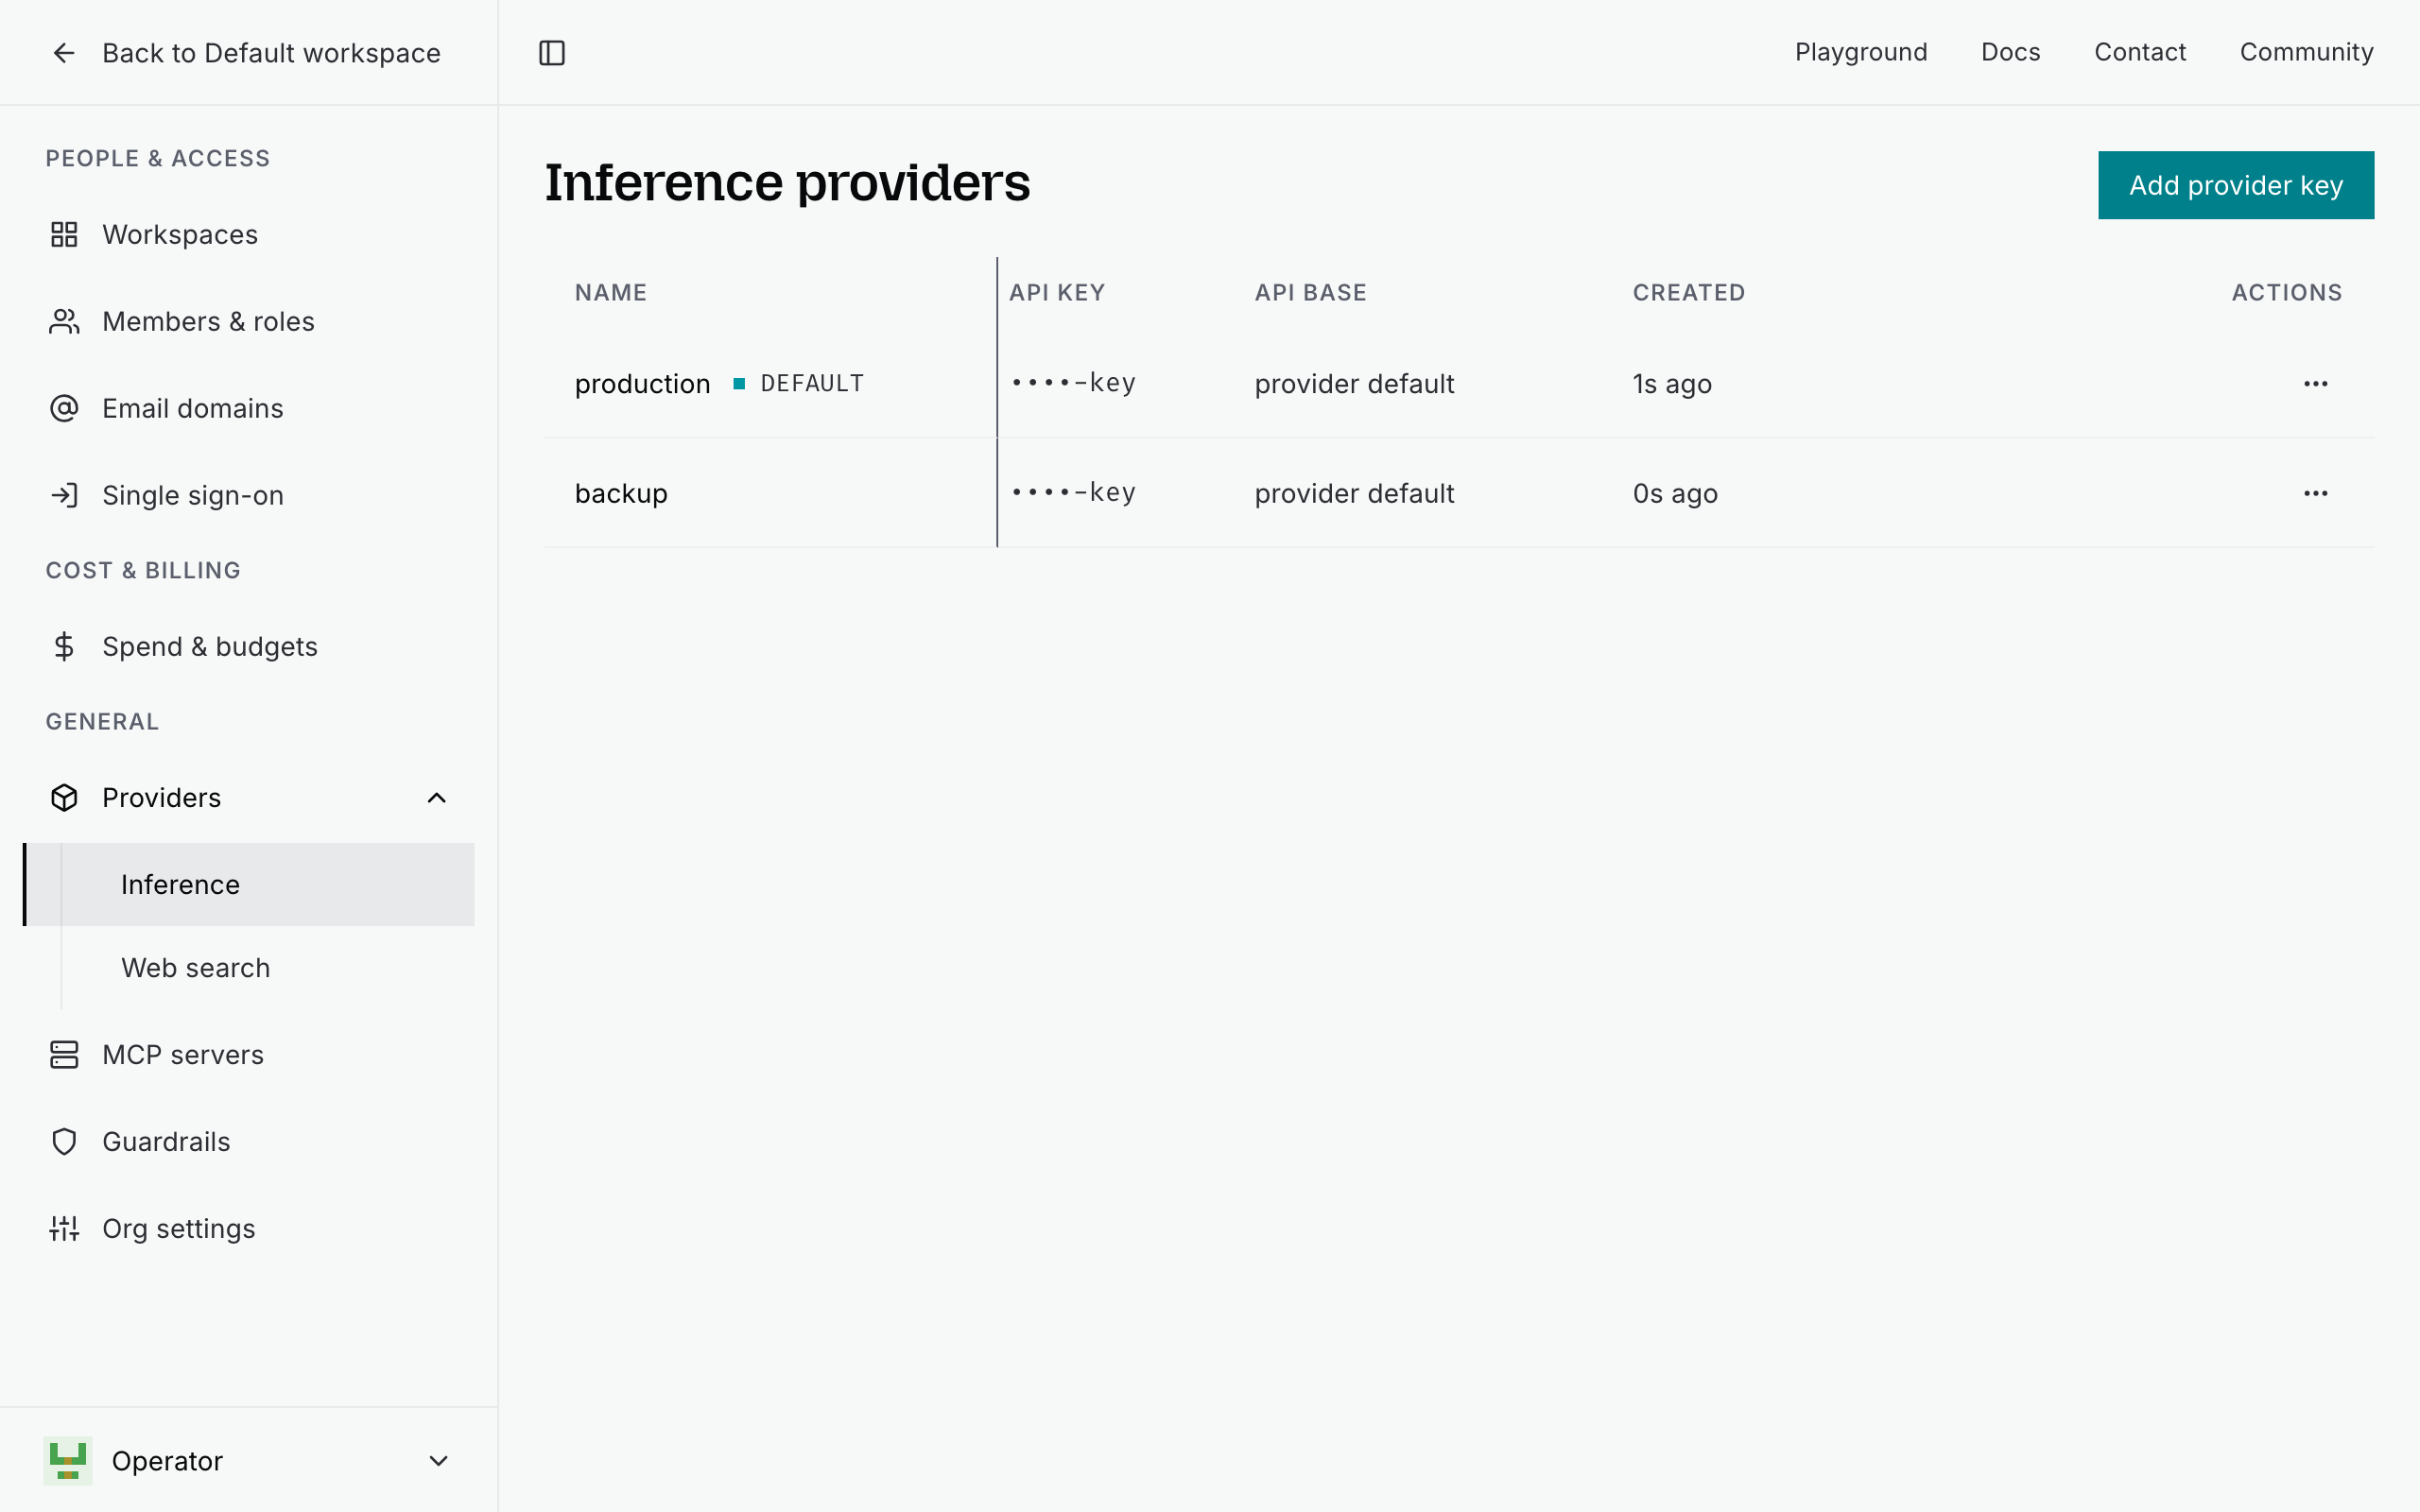 Back to Default workspace
Playground Docs Contact Community
PEOPLE & ACCESS
Workspaces
Members & roles
Email domains
Single sign-on
COST & BILLING
Spend & budgets
GENERAL
Providers
Inference
Web search
MCP servers
Guardrails
Org settings
Operator
Inference providers
Add provider key
NAME API KEY API BASE CREATED ACTIONS
production DEFAULT ••••-key provider default 1s ago
backup ••••-key provider default 0s ago